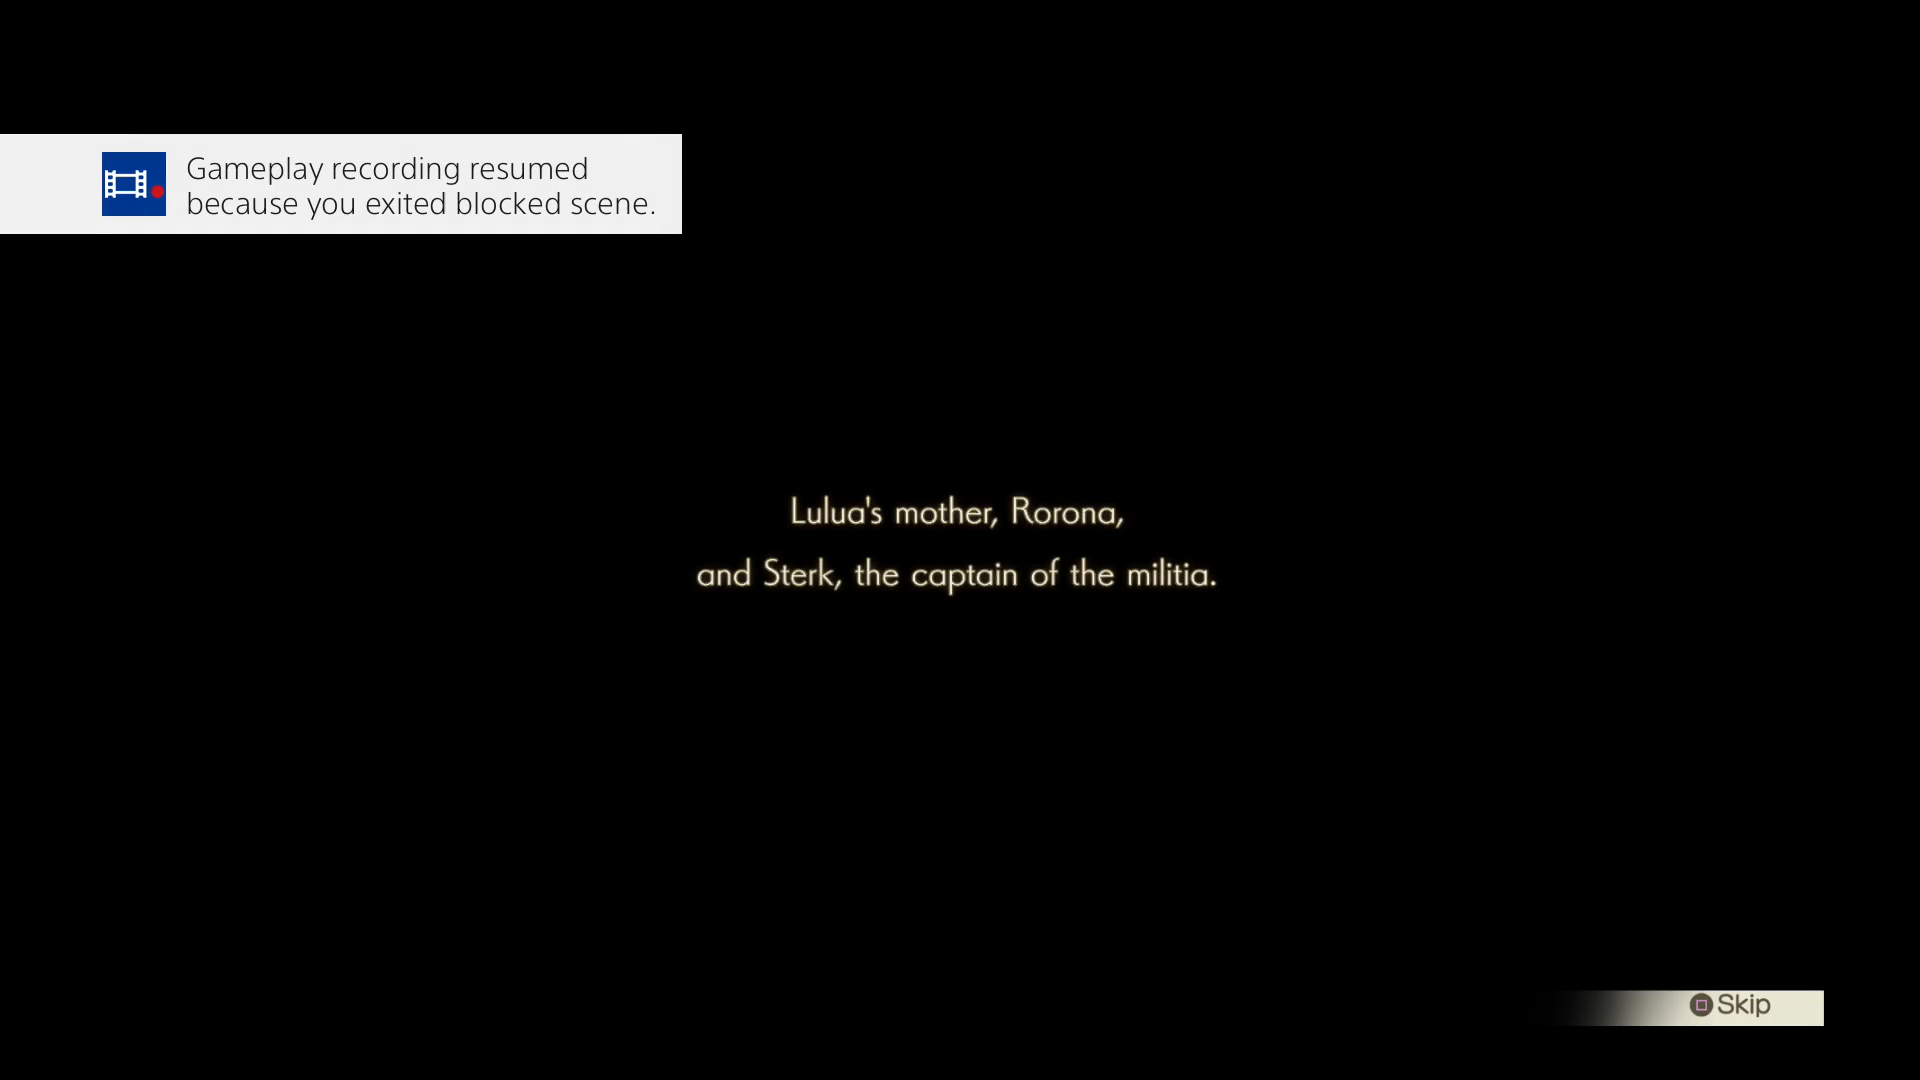 Gameplay recording resumed
because you exited blocked scene.
Lulua's mother, Rorona,
and Sterk, the captain of the militia.
Skip